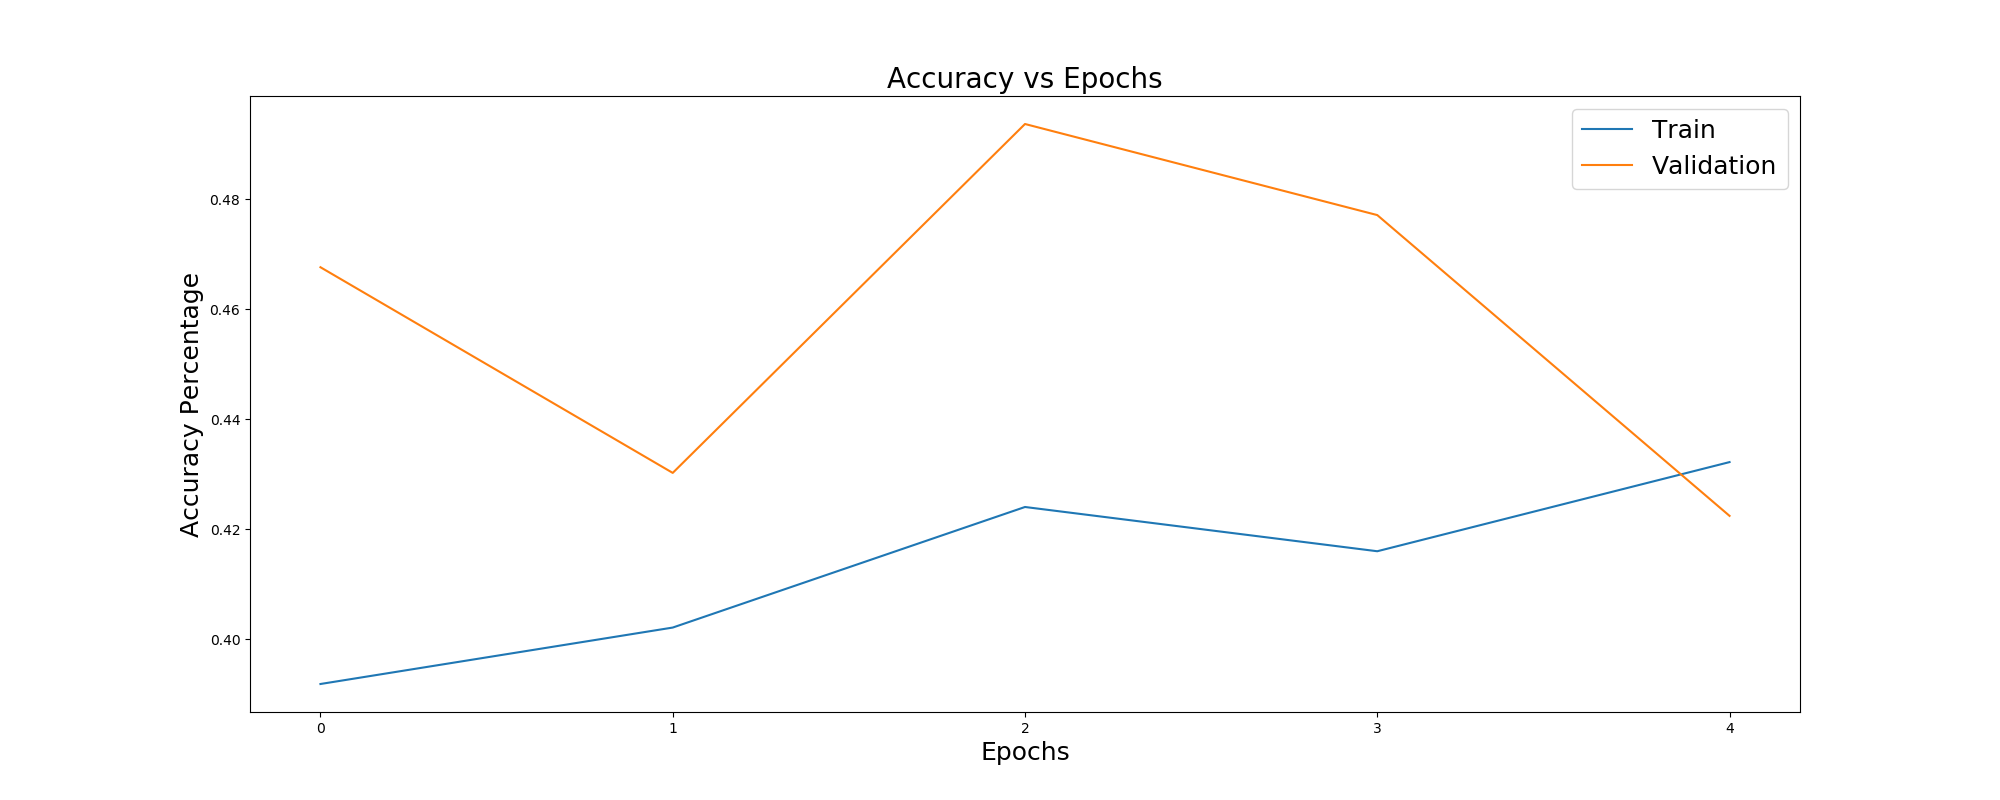 Accuracy vs Epochs
Train
Validation
Accuracy Percentage
0.48
0.46
0.44
0.42
0.40
0 1 2 3 4
Epochs